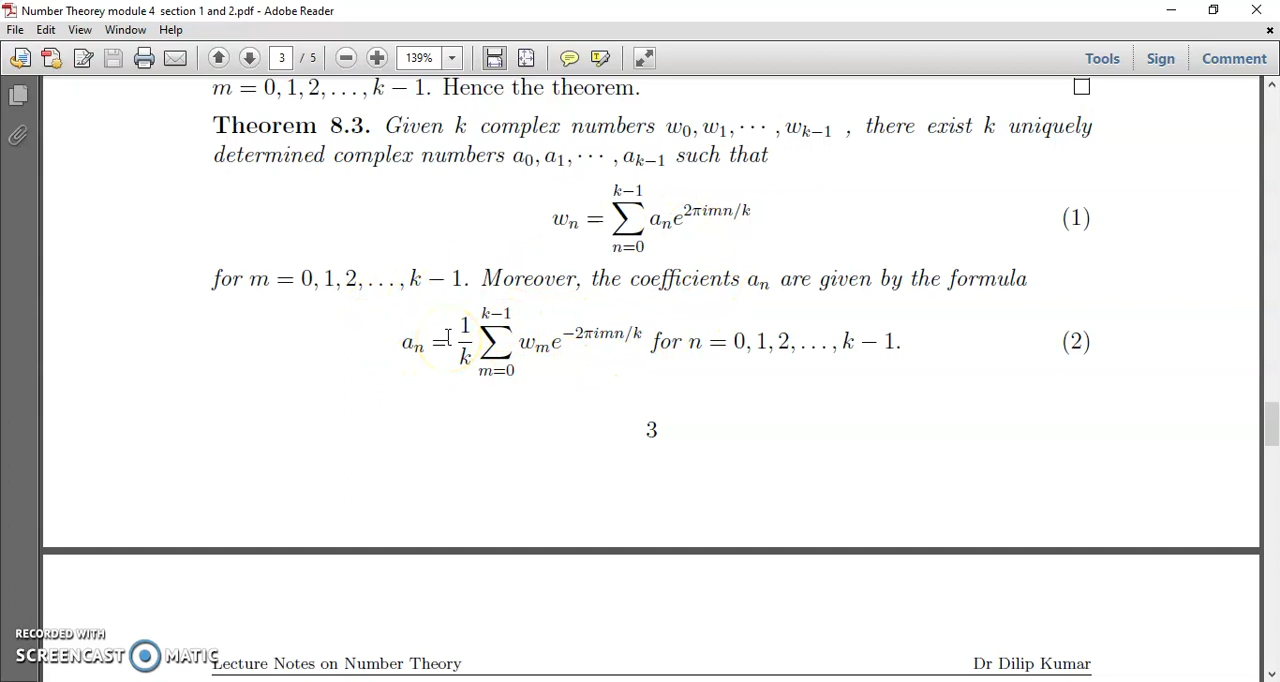 Number Theorey module 4  section 1 and 2.pdf - Adobe Reader
File Edit View Window Help
3 / 5 139% Tools Sign Comment
m = 0, 1, 2, . . . , k − 1. Hence the theorem. □
Theorem 8.3. Given k complex numbers w₀, w₁, · · · , wₖ₋₁ , there exist k uniquely
determined complex numbers a₀, a₁, · · · , aₖ₋₁ such that
wₙ = ∑_{n=0}^{k−1} aₙe^{2πimn/k} (1)
for m = 0, 1, 2, . . . , k − 1. Moreover, the coefficients aₙ are given by the formula
aₙ = 1/k ∑_{m=0}^{k−1} wₘe^{−2πimn/k} for n = 0, 1, 2, . . . , k − 1. (2)
3
RECORDED WITH
SCREENCAST MATIC
Lecture Notes on Number Theory Dr Dilip Kumar